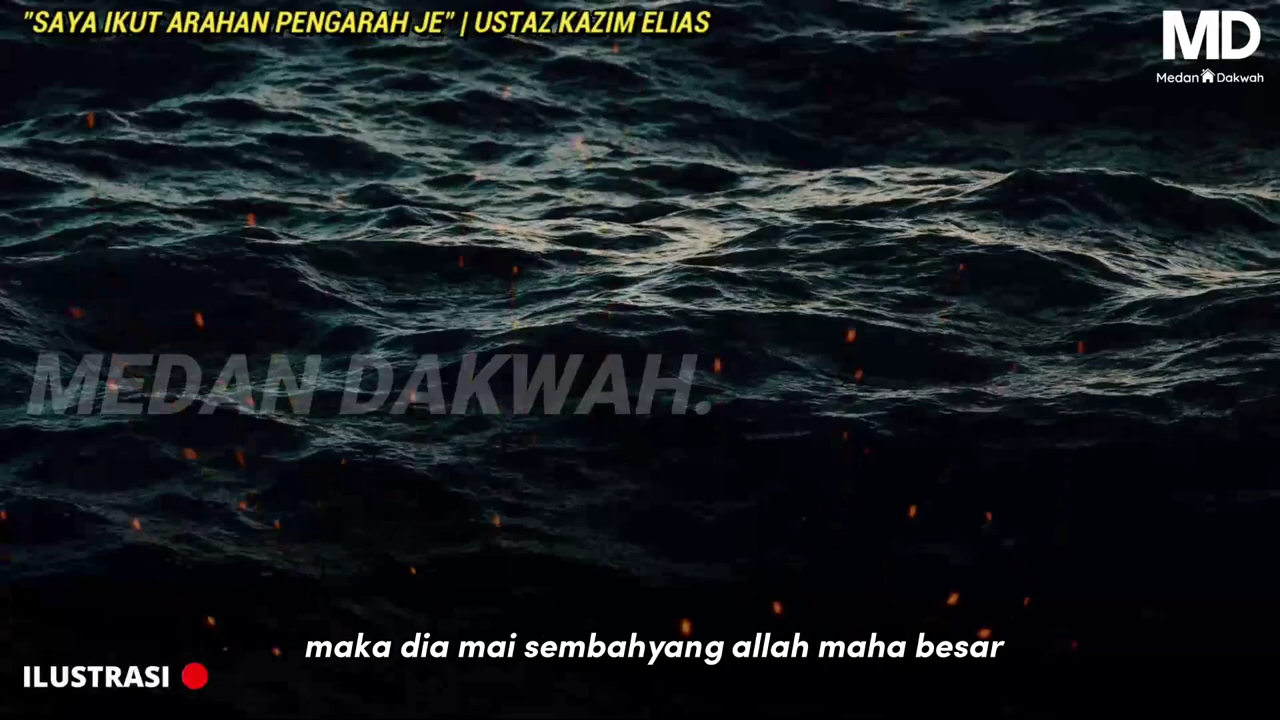 "SAYA IKUT ARAHAN PENGARAH JE" | USTAZ KAZIM ELIAS
MD
Medan Dakwah
MEDAN DAKWAH.
maka dia mai sembahyang allah maha besar
ILUSTRASI